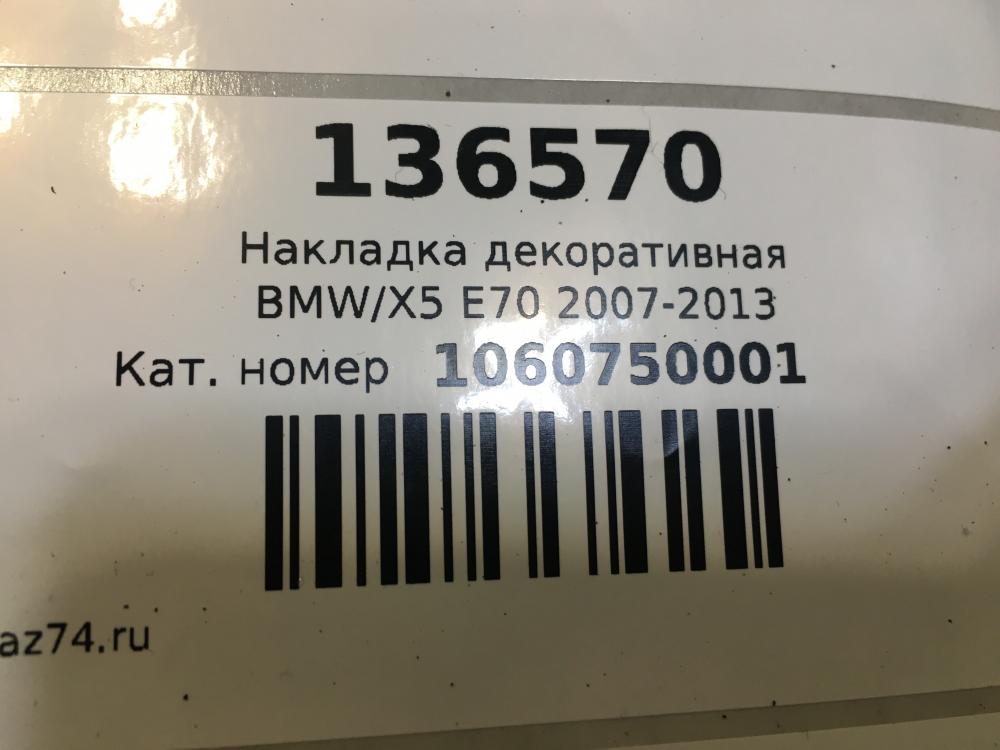 136570
Накладка декоративная
BMW/X5 E70 2007-2013
Кат. номер 1060750001
az74.ru